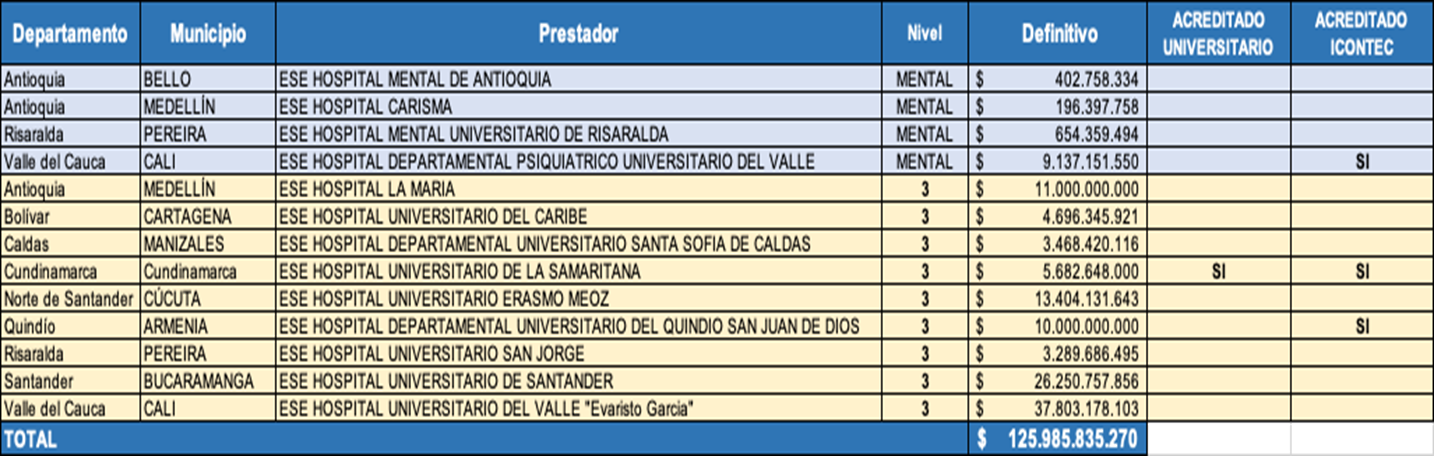 Departamento Municipio Prestador Nivel Definitivo ACREDITADO UNIVERSITARIO ACREDITADO ICONTEC
Antioquia BELLO ESE HOSPITAL MENTAL DE ANTIOQUIA MENTAL $ 402.758.334
Antioquia MEDELLÍN ESE HOSPITAL CARISMA MENTAL $ 196.397.758
Risaralda PEREIRA ESE HOSPITAL MENTAL UNIVERSITARIO DE RISARALDA MENTAL $ 654.359.494
Valle del Cauca CALI ESE HOSPITAL DEPARTAMENTAL PSIQUIATRICO UNIVERSITARIO DEL VALLE MENTAL $ 9.137.151.550 SI
Antioquia MEDELLÍN ESE HOSPITAL LA MARIA 3 $ 11.000.000.000
Bolívar CARTAGENA ESE HOSPITAL UNIVERSITARIO DEL CARIBE 3 $ 4.696.345.921
Caldas MANIZALES ESE HOSPITAL DEPARTAMENTAL UNIVERSITARIO SANTA SOFIA DE CALDAS 3 $ 3.468.420.116
Cundinamarca Cundinamarca ESE HOSPITAL UNIVERSITARIO DE LA SAMARITANA 3 $ 5.682.648.000 SI SI
Norte de Santander CÚCUTA ESE HOSPITAL UNIVERSITARIO ERASMO MEOZ 3 $ 13.404.131.643
Quindío ARMENIA ESE HOSPITAL DEPARTAMENTAL UNIVERSITARIO DEL QUINDIO SAN JUAN DE DIOS 3 $ 10.000.000.000 SI
Risaralda PEREIRA ESE HOSPITAL UNIVERSITARIO SAN JORGE 3 $ 3.289.686.495
Santander BUCARAMANGA ESE HOSPITAL UNIVERSITARIO DE SANTANDER 3 $ 26.250.757.856
Valle del Cauca CALI ESE HOSPITAL UNIVERSITARIO DEL VALLE "Evaristo Garcia" 3 $ 37.803.178.103
TOTAL $ 125.985.835.270